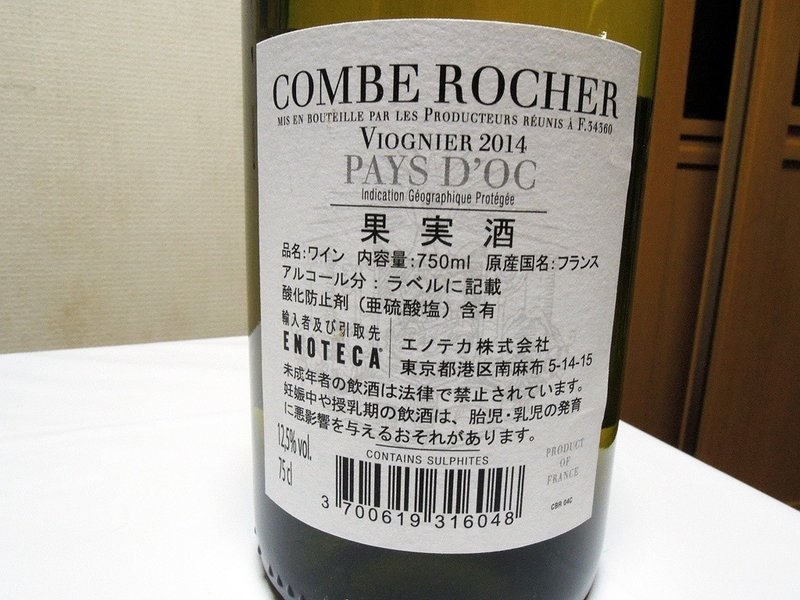 COMBE ROCHER
MIS EN BOUTEILLE PAR LES PRODUCTEURS RÉUNIS À F.34360
VIOGNIER 2014
PAYS D'OC
Indication Géographique Protégée
果実酒
品名:ワイン 内容量:750ml 原産国名:フランス
アルコール分:ラベルに記載
酸化防止剤(亜硫酸塩)含有
輸入者及び引取先
ENOTECA
エノテカ株式会社
東京都港区南麻布 5-14-15
未成年者の飲酒は法律で禁止されています。
妊娠中や授乳期の飲酒は、胎児・乳児の発育
に悪影響を与えるおそれがあります。
12,5% vol.
75 cl
CONTAINS SULPHITES
PRODUCT
OF
FRANCE
CBR 04C
3 700619 316048